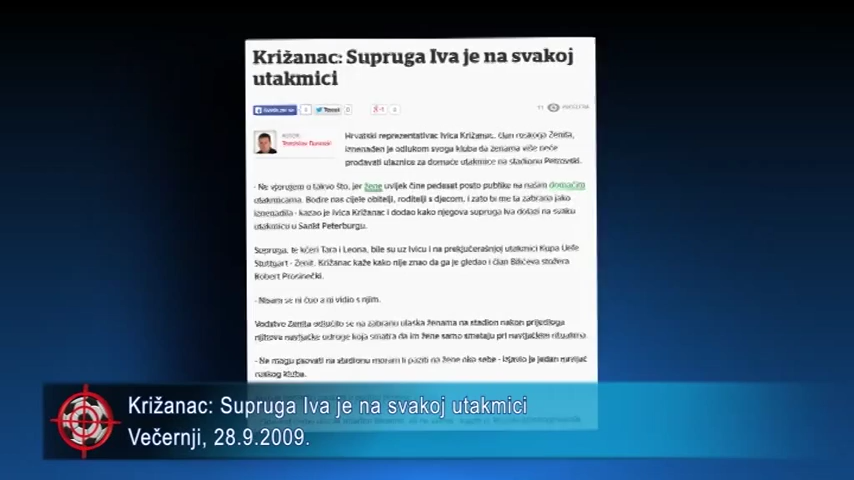 Križanac: Supruga Iva je na svakoj
utakmici
Tweet 0
0
AUTOR
Hrvatski reprezentativac Ivica Križanac, član ruskoga Zenita,
iznenađen je odlukom svoga kluba da ženama više neće
prodavati ulaznice za domaće utakmice na stadionu Petrovski.
- Ne vjerujem o takvo što, jer žene uvijek čine pedeset posto publike na našim domaćim
utakmicama. Bodre nas cijele obitelji, roditelji s djecom, i zato bi me ta zabrana jako
iznenadila - kazao je Ivica Križanac i dodao kako njegova supruga Iva dolazi na svaku
utakmicu u Sankt Peterburgu.
Supruga, te kćeri Tara i Leona, bile su uz Ivicu i na prekjučerašnjoj utakmici Kupa Uefe
Stuttgart - Zenit. Križanac kaže kako nije znao da ga je gledao i član Bilićeva stožera
Robert Prosinečki.
- Nisam se ni čuo a ni vidio s njim.
Vodstvo Zenita odlučilo se na zabranu ulaska ženama na stadion nakon prijedloga
njihove navijačke udruge koja smatra da im žene samo smetaju pri navijačkim ritualima
- Ne mogu psovati na stadionu moram li paziti na žene oko sebe - izjavio je jedan navijač
ruskog kluba.
Križanac: Supruga Iva je na svakoj utakmici
Večernji, 28.9.2009.